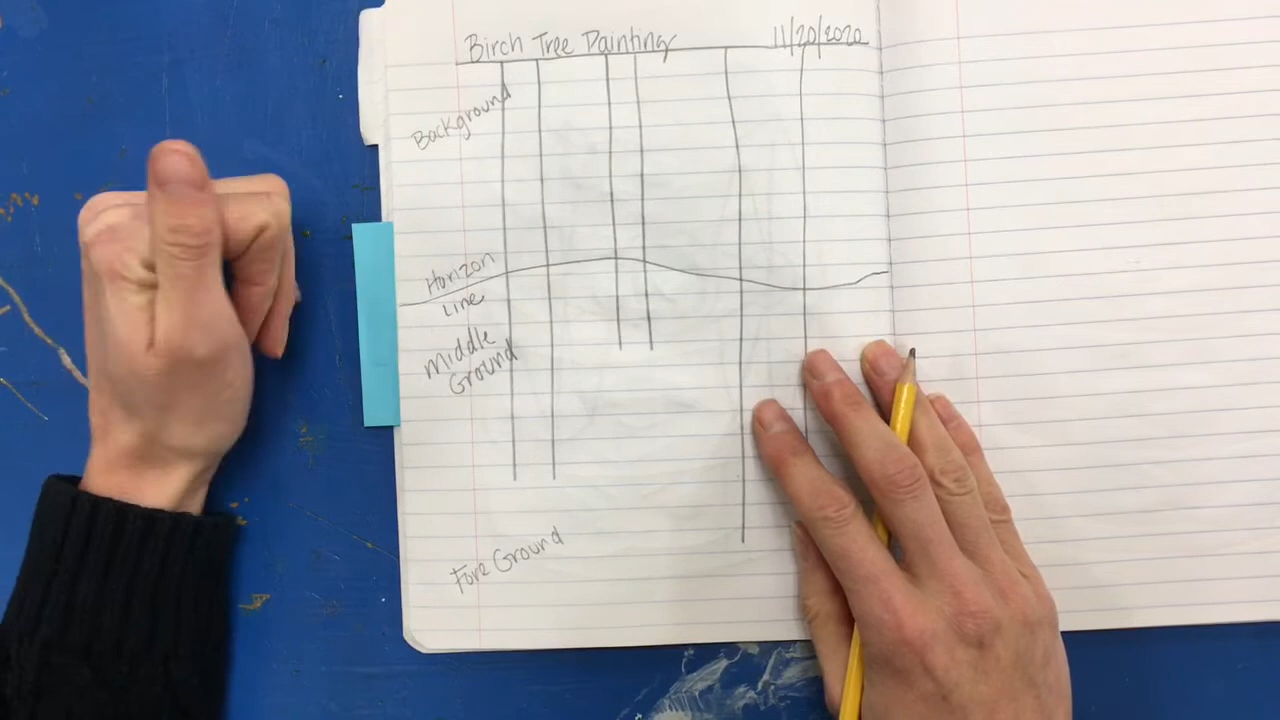 Birch Tree Painting 11/20/2020
Background
Horizon
Line
Middle
Ground
Fore Ground